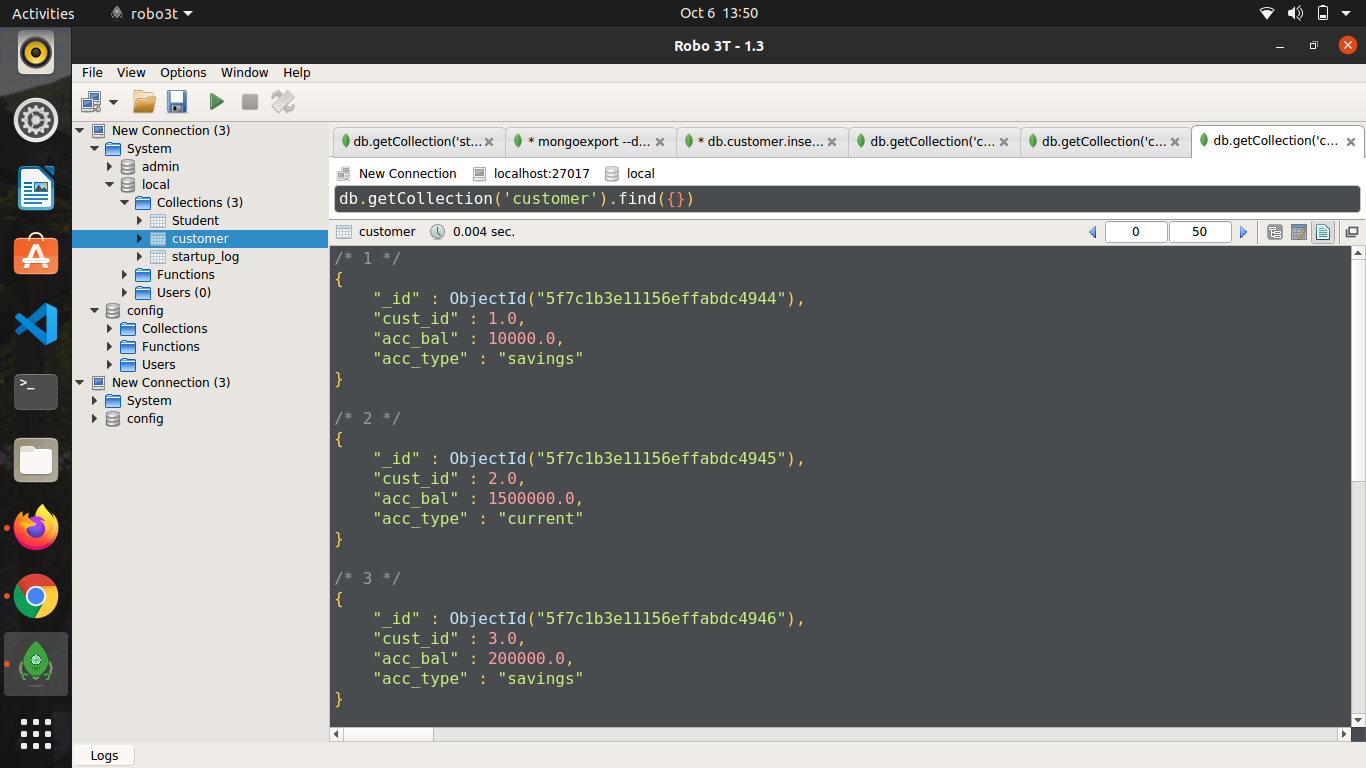 Activities robo3t Oct 6 13:50
Robo 3T - 1.3
File View Options Window Help
New Connection (3)
System
admin
local
Collections (3)
Student
customer
startup_log
Functions
Users (0)
config
Collections
Functions
Users
New Connection (3)
System
config
db.getCollection('st... * mongoexport --d... * db.customer.inse... db.getCollection('c... db.getCollection('c... db.getCollection('c...
New Connection localhost:27017 local
db.getCollection('customer').find({})
customer 0.004 sec. 0 50
/* 1 */
{
"_id" : ObjectId("5f7c1b3e11156effabdc4944"),
"cust_id" : 1.0,
"acc_bal" : 10000.0,
"acc_type" : "savings"
}
/* 2 */
{
"_id" : ObjectId("5f7c1b3e11156effabdc4945"),
"cust_id" : 2.0,
"acc_bal" : 1500000.0,
"acc_type" : "current"
}
/* 3 */
{
"_id" : ObjectId("5f7c1b3e11156effabdc4946"),
"cust_id" : 3.0,
"acc_bal" : 200000.0,
"acc_type" : "savings"
}
Logs